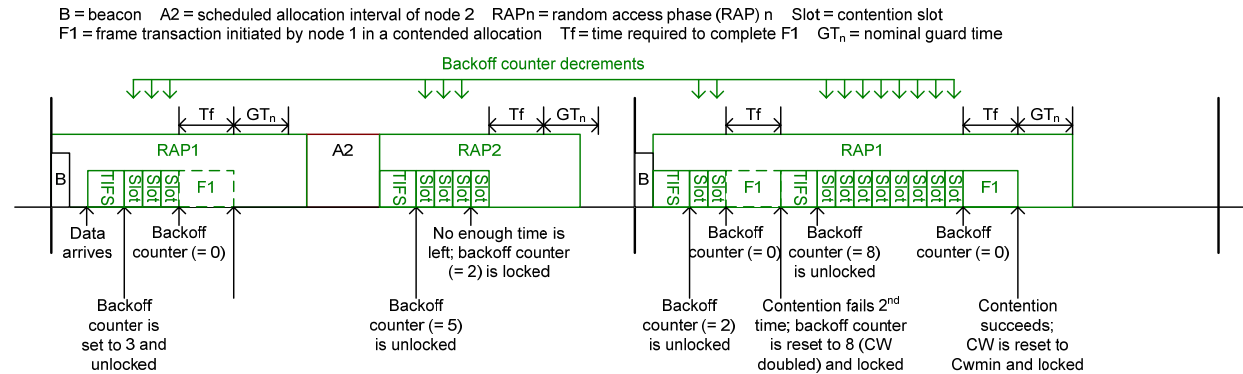 B = beacon A2 = scheduled allocation interval of node 2 RAPn = random access phase (RAP) n Slot = contention slot
F1 = frame transaction initiated by node 1 in a contended allocation Tf = time required to complete F1 GTn = nominal guard time
Backoff counter decrements
Tf GTn Tf GTn Tf Tf GTn
RAP1 A2 RAP2 RAP1
B TIFS Slot Slot Slot F1 TIFS Slot Slot Slot Slot B TIFS Slot Slot F1 TIFS Slot Slot Slot Slot Slot Slot Slot Slot F1
Data
arrives
Backoff
counter (= 0)
No enough time is
left; backoff counter
(= 2) is locked
Backoff
counter (= 0)
Backoff
counter (= 8)
is unlocked
Backoff
counter (= 0)
Backoff
counter is
set to 3 and
unlocked
Backoff
counter (= 5)
is unlocked
Backoff
counter (= 2)
is unlocked
Contention fails 2nd
time; backoff counter
is reset to 8 (CW
doubled) and locked
Contention
succeeds;
CW is reset to
Cwmin and locked